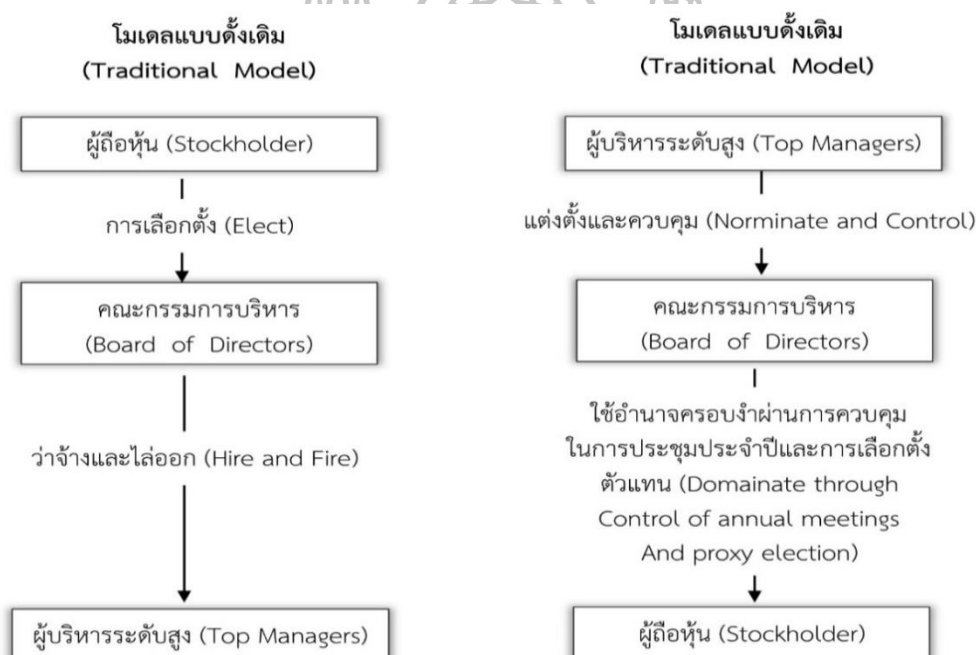 โมเดลแบบดั้งเดิม
(Traditional Model)
ผู้ถือหุ้น (Stockholder)
การเลือกตั้ง (Elect)
คณะกรรมการบริหาร
(Board of Directors)
ว่าจ้างและไล่ออก (Hire and Fire)
ผู้บริหารระดับสูง (Top Managers)
โมเดลแบบดั้งเดิม
(Traditional Model)
ผู้บริหารระดับสูง (Top Managers)
แต่งตั้งและควบคุม (Norminate and Control)
คณะกรรมการบริหาร
(Board of Directors)
ใช้อำนาจครอบงำผ่านการควบคุม
ในการประชุมประจำปีและการเลือกตั้ง
ตัวแทน (Domainate through
Control of annual meetings
And proxy election)
ผู้ถือหุ้น (Stockholder)